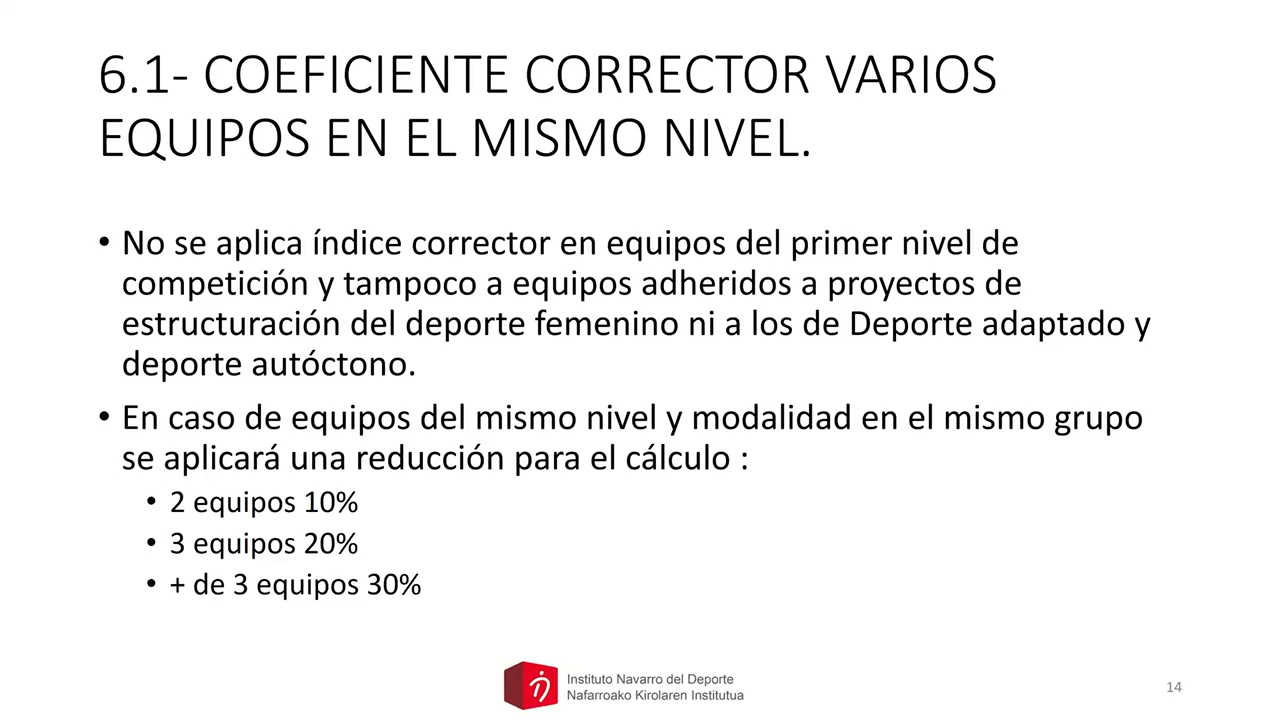 6.1- COEFICIENTE CORRECTOR VARIOS
EQUIPOS EN EL MISMO NIVEL.
• No se aplica índice corrector en equipos del primer nivel de
competición y tampoco a equipos adheridos a proyectos de
estructuración del deporte femenino ni a los de Deporte adaptado y
deporte autóctono.
• En caso de equipos del mismo nivel y modalidad en el mismo grupo
se aplicará una reducción para el cálculo :
• 2 equipos 10%
• 3 equipos 20%
• + de 3 equipos 30%
Instituto Navarro del Deporte
Nafarroako Kirolaren Institutua
14